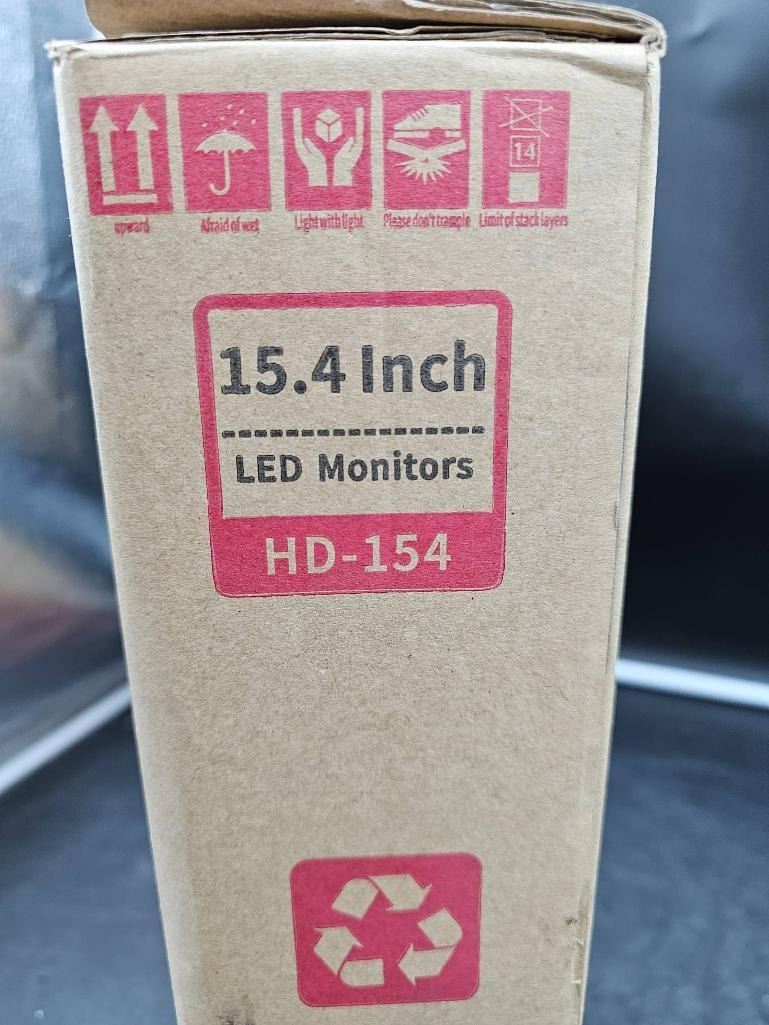 14
upward
Afraid of wet
Light with light
Please don't trample
Limit of stack layers
15.4 Inch
LED Monitors
HD-154